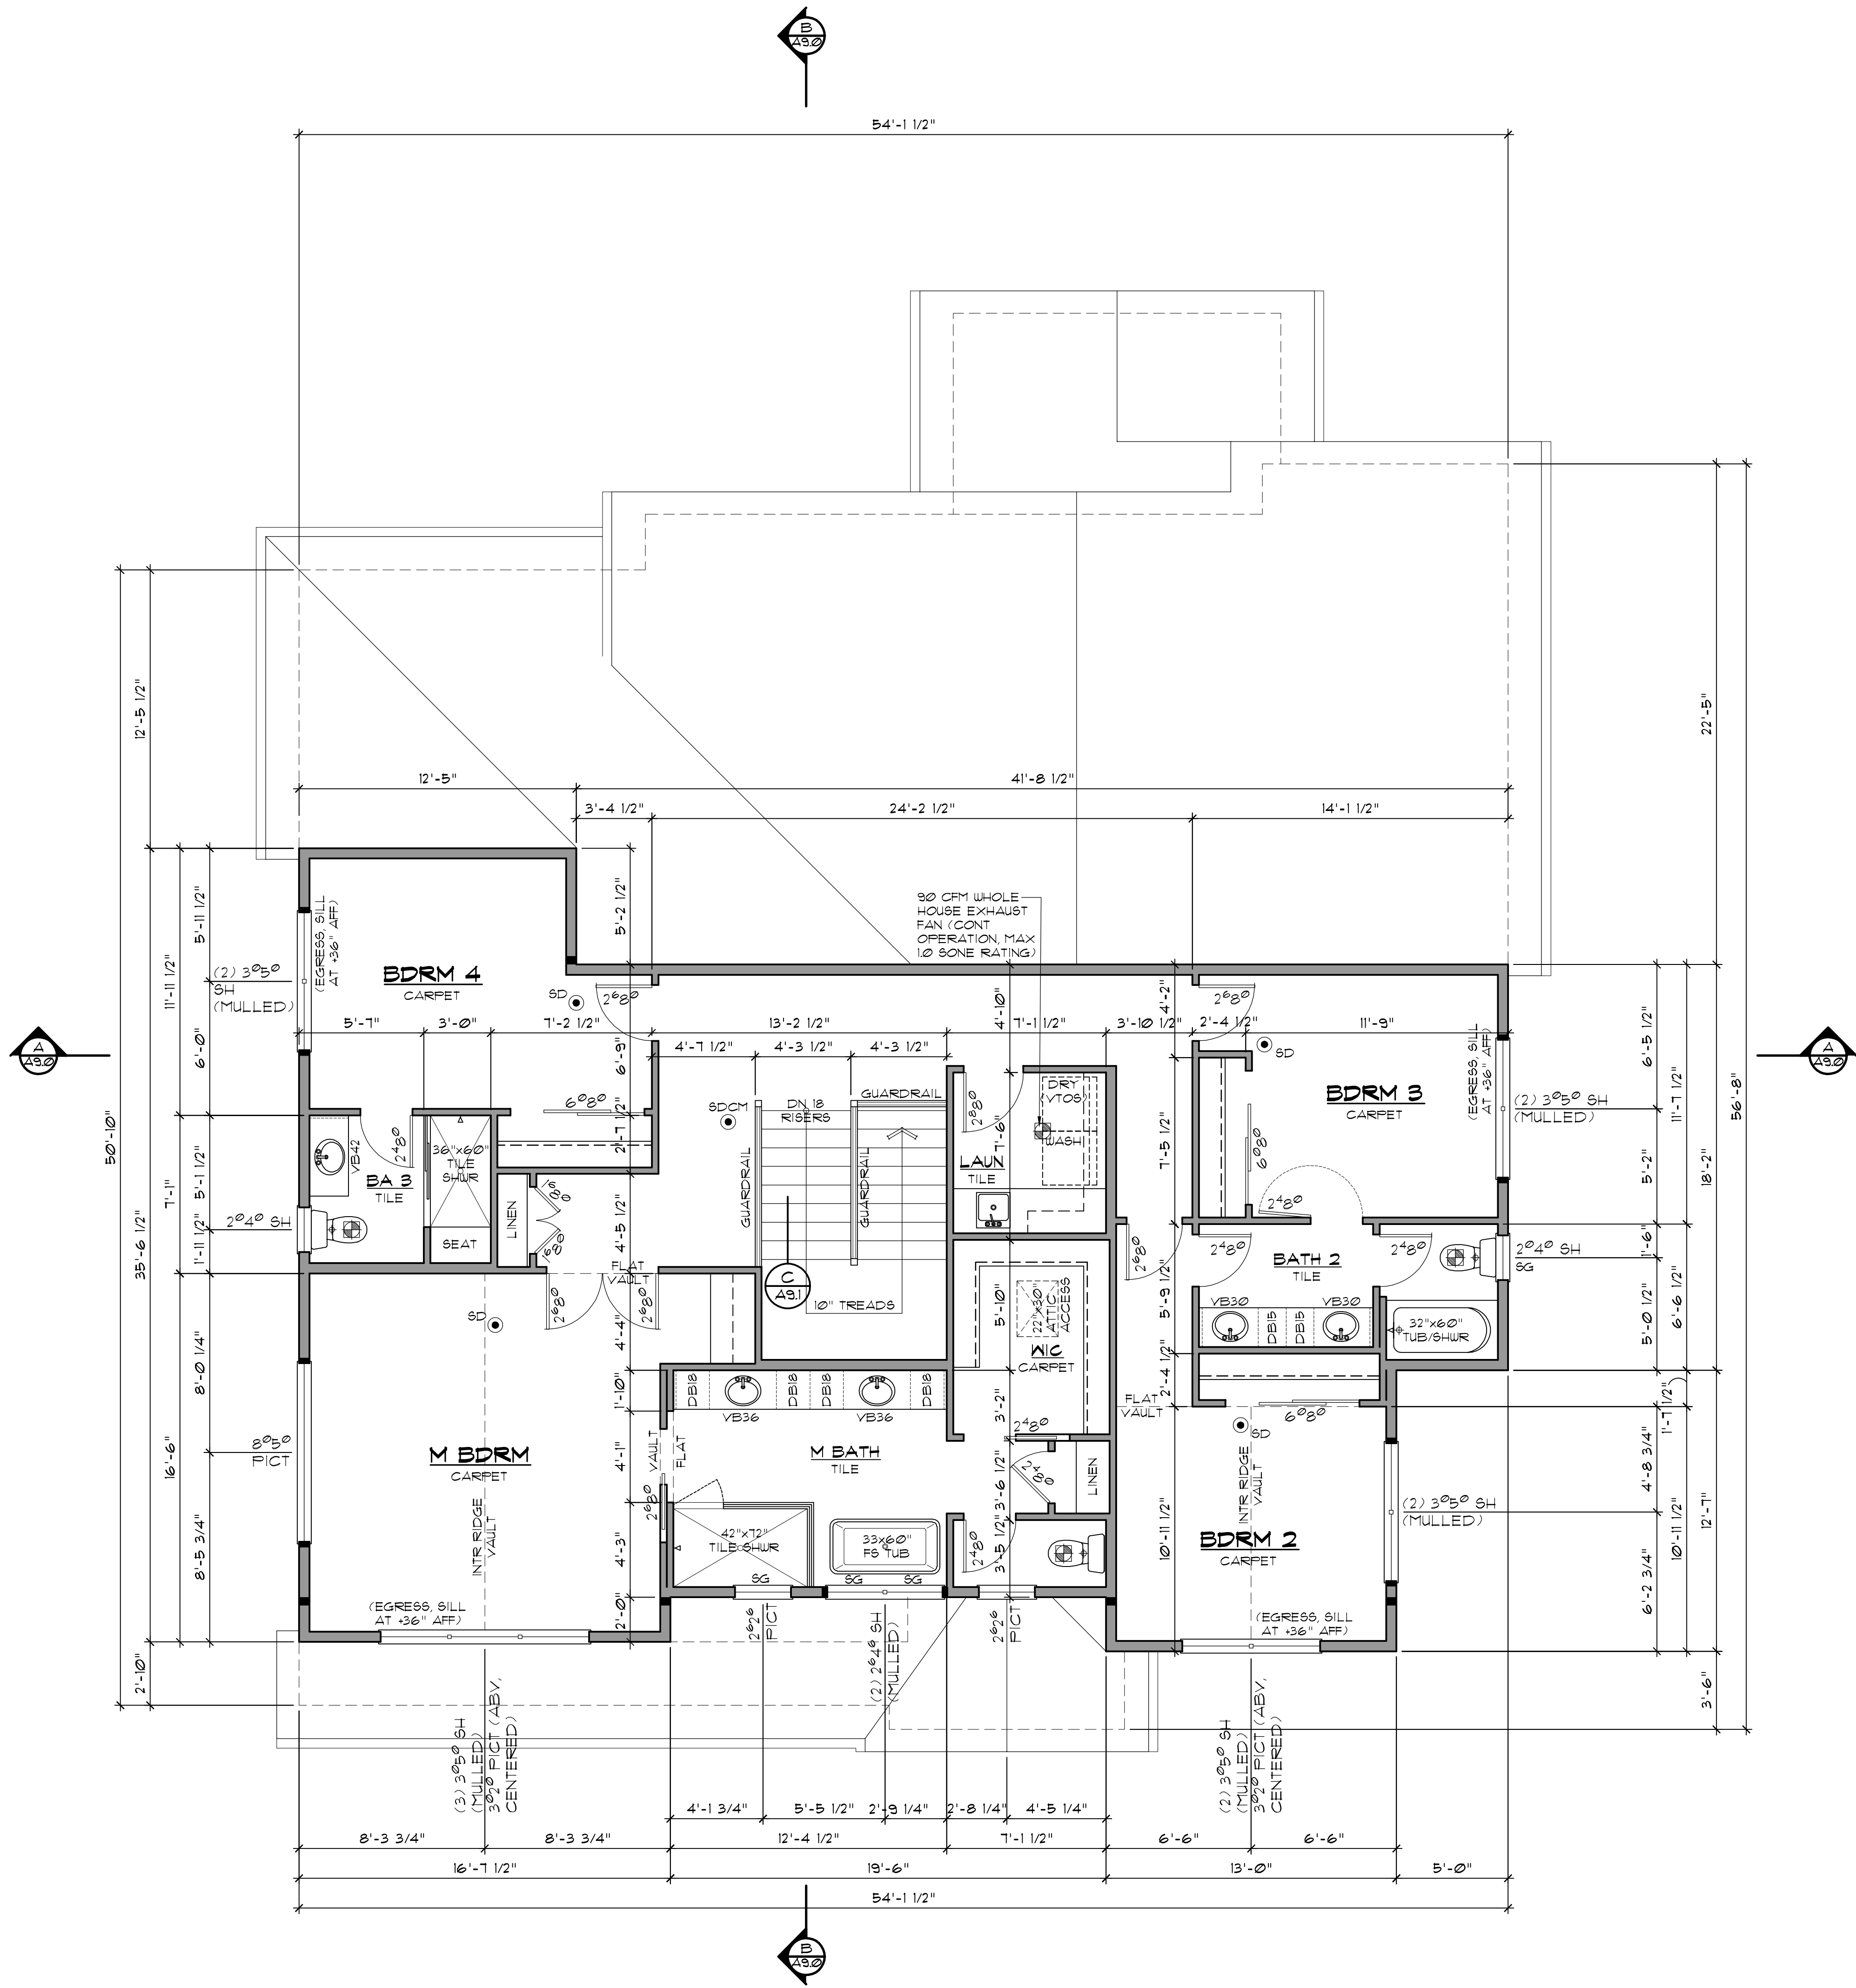 B
A9.0
54'-1 1/2"
12'-5"
41'-8 1/2"
3'-4 1/2"
24'-2 1/2"
14'-1 1/2"
50'-10"
12'-5 1/2"
35'-6 1/2"
2'-10"
11'-11 1/2"
7'-1"
16'-6"
5'-11 1/2"
6'-0"
5'-1 1/2"
1'-11 1/2"
8'-0 1/4"
8'-5 3/4"
22'-5"
56'-8"
18'-2"
12'-7"
3'-6"
11'-7 1/2"
6'-6 1/2"
1'-7 1/2"
10'-11 1/2"
6'-5 1/2"
5'-2"
1'-6"
5'-0 1/2"
4'-8 3/4"
6'-2 3/4"
A
A9.0
A
A9.0
90 CFM WHOLE
HOUSE EXHAUST
FAN (CONT
OPERATION, MAX
1.0 SONE RATING)
(EGRESS, SILL
AT +36" AFF)
(2) 3⁰5⁰
SH
(MULLED)
BDRM 4
CARPET
SD
2⁶8⁰
5'-2 1/2"
6'-9"
2'-7 1/2"
4'-5 1/2"
4'-4"
1'-10"
4'-1"
4'-3"
2'-0"
5'-7"
3'-0"
7'-2 1/2"
13'-2 1/2"
7'-1 1/2"
3'-10 1/2"
2'-4 1/2"
11'-9"
4'-7 1/2"
4'-3 1/2"
4'-3 1/2"
6⁰8⁰
VB42
2⁴8⁰
36"x60"
TILE
SHWR
BA 3
TILE
2⁰4⁰ SH
SEAT
LINEN
1⁶8⁰
1⁶8⁰
FLAT
VAULT
SDCM
DN 18
RISERS
GUARDRAIL
GUARDRAIL
GUARDRAIL
C
A9.1
10" TREADS
4'-10"
7'-6"
5'-10"
3'-2"
3'-6 1/2"
3'-5 1/2"
2⁸8⁰
DRY
(VTOS)
WASH
LAUN
TILE
22"x30"
ATTIC
ACCESS
WIC
CARPET
4'-2"
7'-5 1/2"
5'-9 1/2"
2'-4 1/2"
10'-11 1/2"
2⁶8⁰
SD
BDRM 3
CARPET
(EGRESS, SILL
AT +36" AFF)
(2) 3⁰5⁰ SH
(MULLED)
6⁰8⁰
2⁴8⁰
2⁶8⁰
2⁴8⁰
BATH 2
TILE
2⁴8⁰
2⁰4⁰ SH
SG
VB30
DB15
DB15
VB30
32"x60"
TUB/SHWR
SD
2⁶8⁰
2⁶8⁰
M BDRM
CARPET
8⁰5⁰
PICT
INTR RIDGE
VAULT
(EGRESS, SILL
AT +36" AFF)
VAULT
FLAT
2⁶8⁰
DB18
VB36
DB18
DB18
VB36
DB18
M BATH
TILE
42"x72"
TILE SHWR
33x60"
FS TUB
SG
SG
SG
2⁴8⁰
2⁴8⁰
LINEN
2⁴8⁰
FLAT
VAULT
6⁰8⁰
SD
INTR RIDGE
VAULT
BDRM 2
CARPET
(2) 3⁰5⁰ SH
(MULLED)
(EGRESS, SILL
AT +36" AFF)
2⁶2⁶
PICT
(2) 2⁶4⁶ SH
(MULLED)
2⁶2⁶
PICT
(3) 3⁰5⁰ SH
(MULLED)
3⁰2⁰ PICT (ABV,
CENTERED)
(2) 3⁰5⁰ SH
(MULLED)
3⁰2⁰ PICT (ABV,
CENTERED)
4'-1 3/4"
5'-5 1/2"
2'-9 1/4"
2'-8 1/4"
4'-5 1/4"
8'-3 3/4"
8'-3 3/4"
12'-4 1/2"
7'-1 1/2"
6'-6"
6'-6"
16'-7 1/2"
19'-6"
13'-0"
5'-0"
54'-1 1/2"
B
A9.0